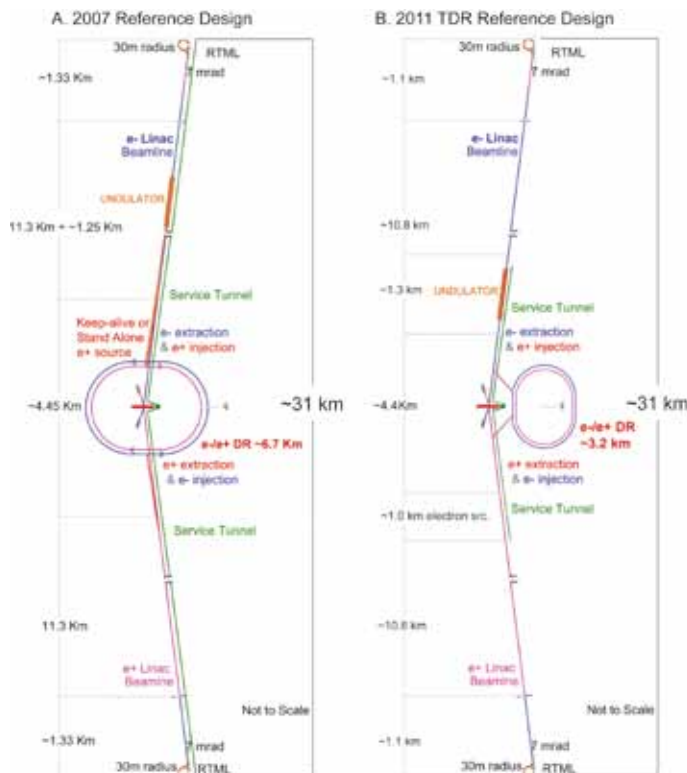 A. 2007 Reference Design
30m radius
RTML
7 mrad
~1.33 Km
e- Linac
Beamline
UNDULATOR
11.3 Km + ~1.25 Km
Service Tunnel
Keep-alive or
Stand Alone
e+ source
e- extraction
& e+ injection
~4.45 Km
~31 km
e-/e+ DR ~6.7 Km
e+ extraction
& e- injection
Service Tunnel
11.3 Km
e+ Linac
Beamline
Not to Scale
~1.33 Km
7 mrad
30m radius
RTML
B. 2011 TDR Reference Design
30m radius
RTML
7 mrad
~1.1 km
e- Linac
Beamline
~10.8 km
~1.3 km
UNDULATOR
Service Tunnel
e- extraction
& e+ injection
~4.4Km
~31 km
e-/e+ DR
~3.2 km
e+ extraction
& e- injection
~1.0 km electron src.
Service Tunnel
~10.8 km
e+ Linac
Beamline
Not to Scale
~1.1 km
7 mrad
30m radius
RTML